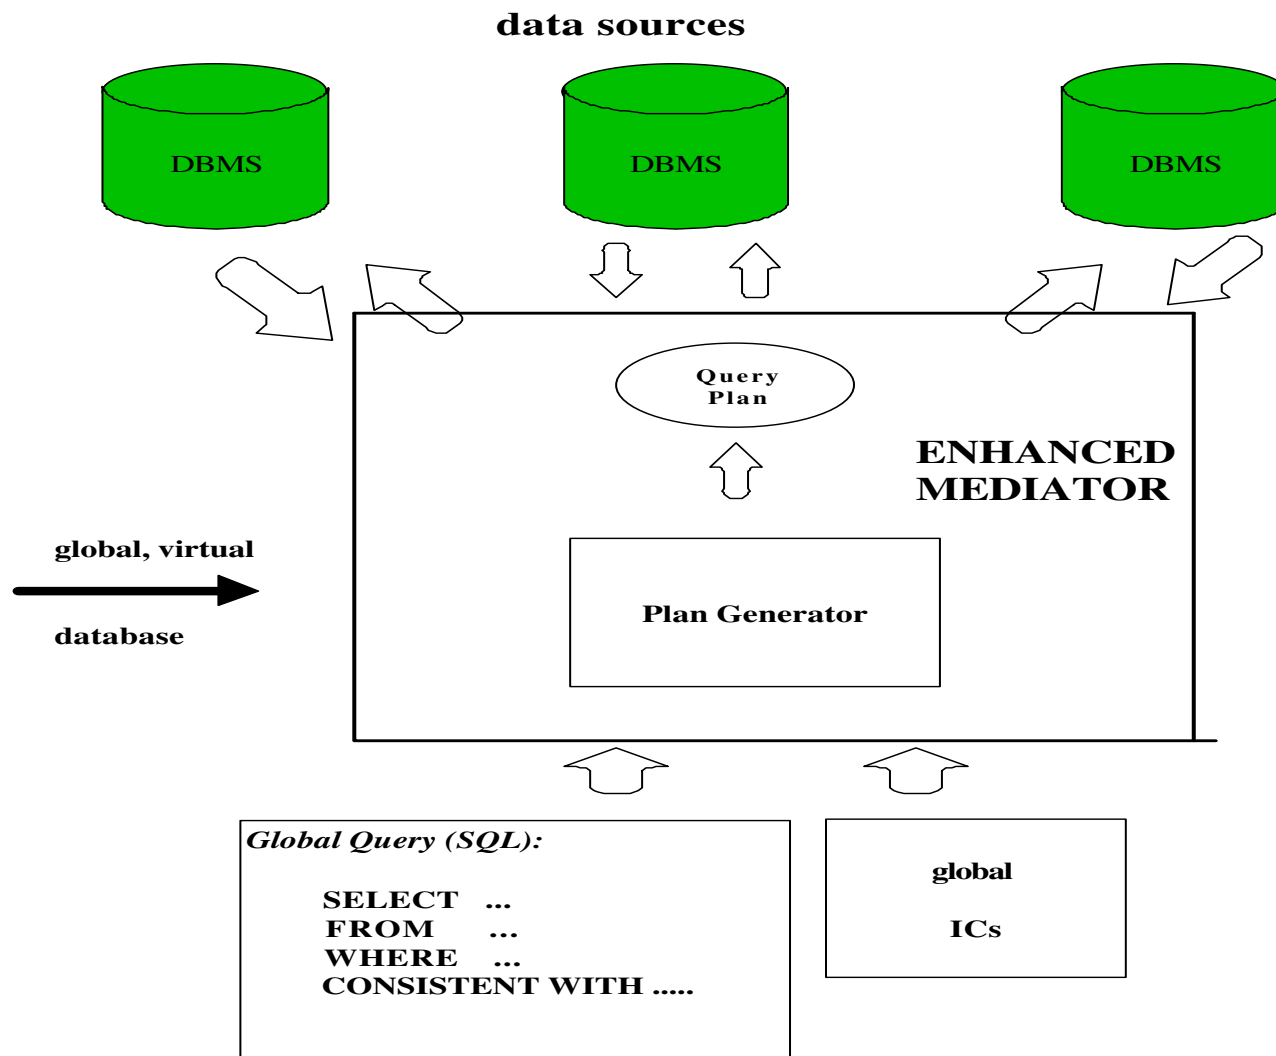 data sources
DBMS
DBMS
DBMS
Query
Plan
ENHANCED
MEDIATOR
global, virtual
database
Plan Generator
Global Query (SQL):
SELECT ...
FROM ...
WHERE ...
CONSISTENT WITH .....
global
ICs